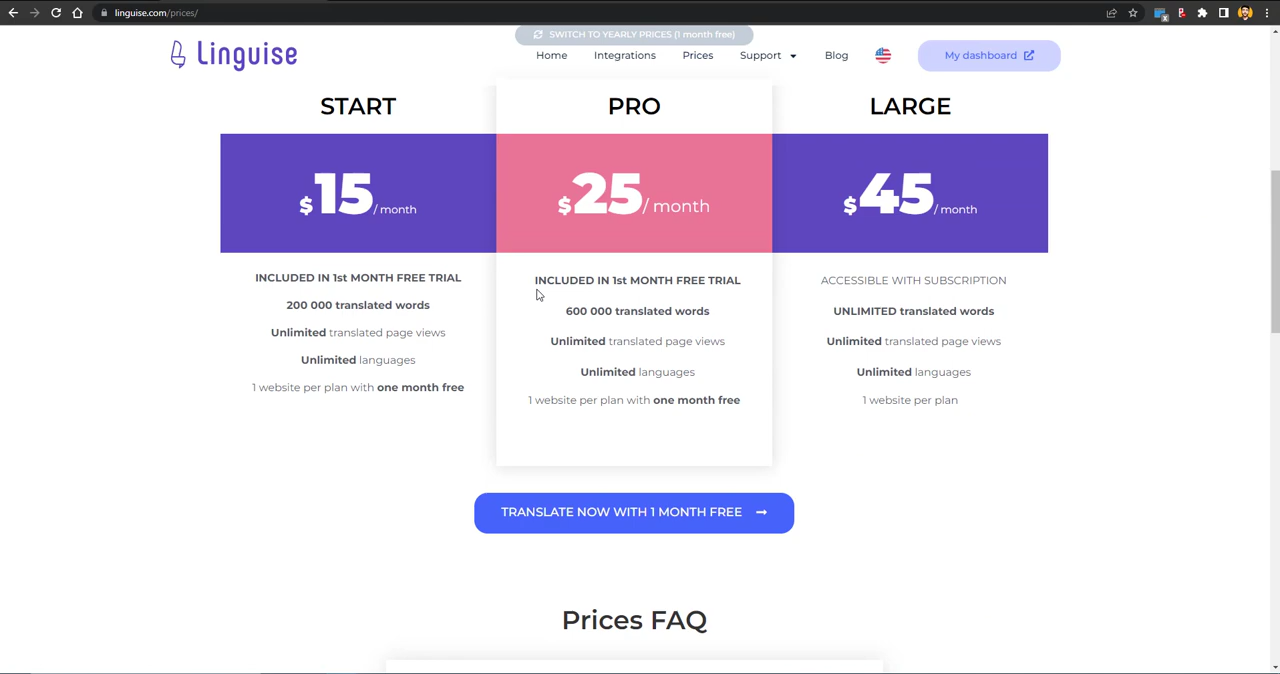 linguise.com/prices/
SWITCH TO YEARLY PRICES (1 month free)
Linguise
Home
Integrations
Prices
Support
Blog
My dashboard
START
PRO
LARGE
$15/ month
$25/ month
$45/ month
INCLUDED IN 1st MONTH FREE TRIAL
200 000 translated words
Unlimited translated page views
Unlimited languages
1 website per plan with one month free
INCLUDED IN 1st MONTH FREE TRIAL
600 000 translated words
Unlimited translated page views
Unlimited languages
1 website per plan with one month free
ACCESSIBLE WITH SUBSCRIPTION
UNLIMITED translated words
Unlimited translated page views
Unlimited languages
1 website per plan
TRANSLATE NOW WITH 1 MONTH FREE
Prices FAQ